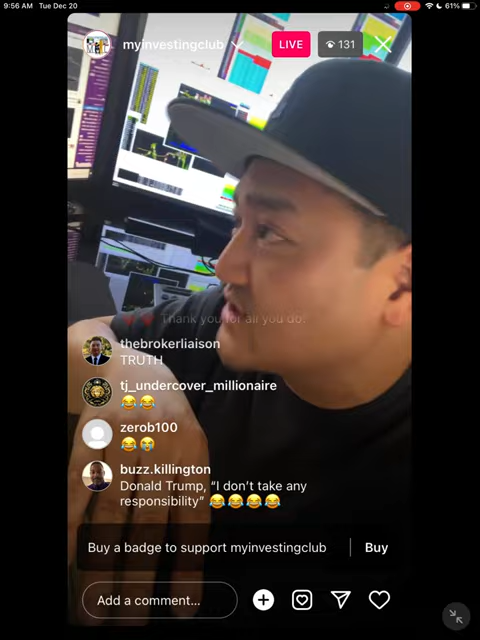 9:56 AM Tue Dec 20
61%
myinvestingclub
LIVE
131
Thank you for all you do!
thebrokerliaison
TRUTH
tj_undercover_millionaire
😂😂
zerob100
😂😭
buzz.killington
Donald Trump, “I don’t take any
responsibility” 😂😂😂😂
Buy a badge to support myinvestingclub
Buy
Add a comment...